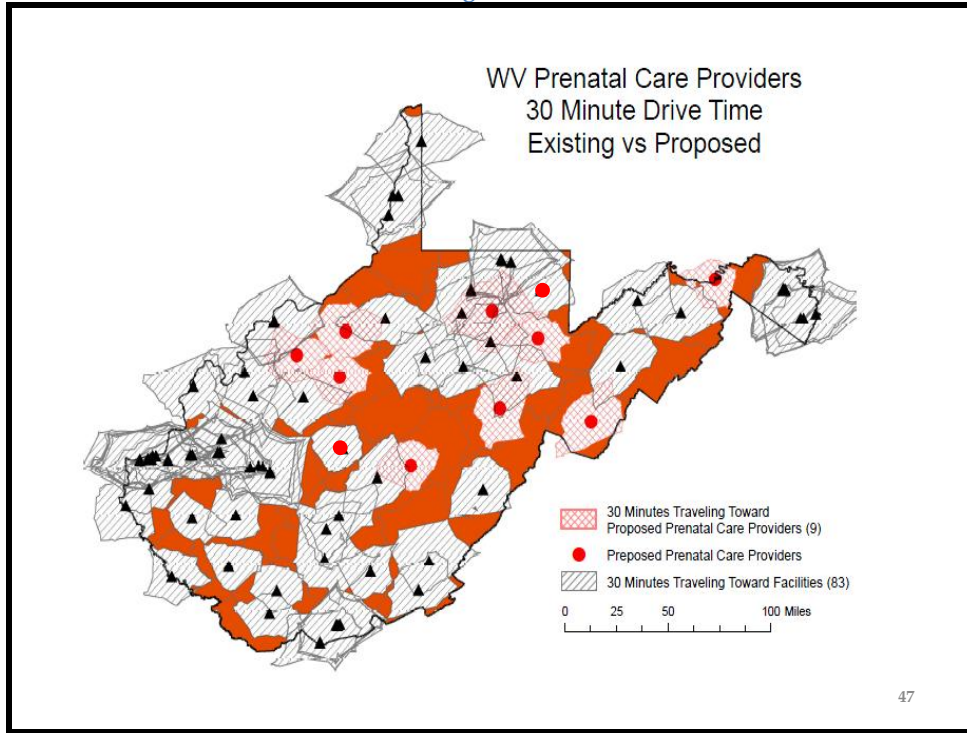 WV Prenatal Care Providers
30 Minute Drive Time
Existing vs Proposed
30 Minutes Traveling Toward
Proposed Prenatal Care Providers (9)
Preposed Prenatal Care Providers
30 Minutes Traveling Toward Facilities (83)
0 25 50 100 Miles
47